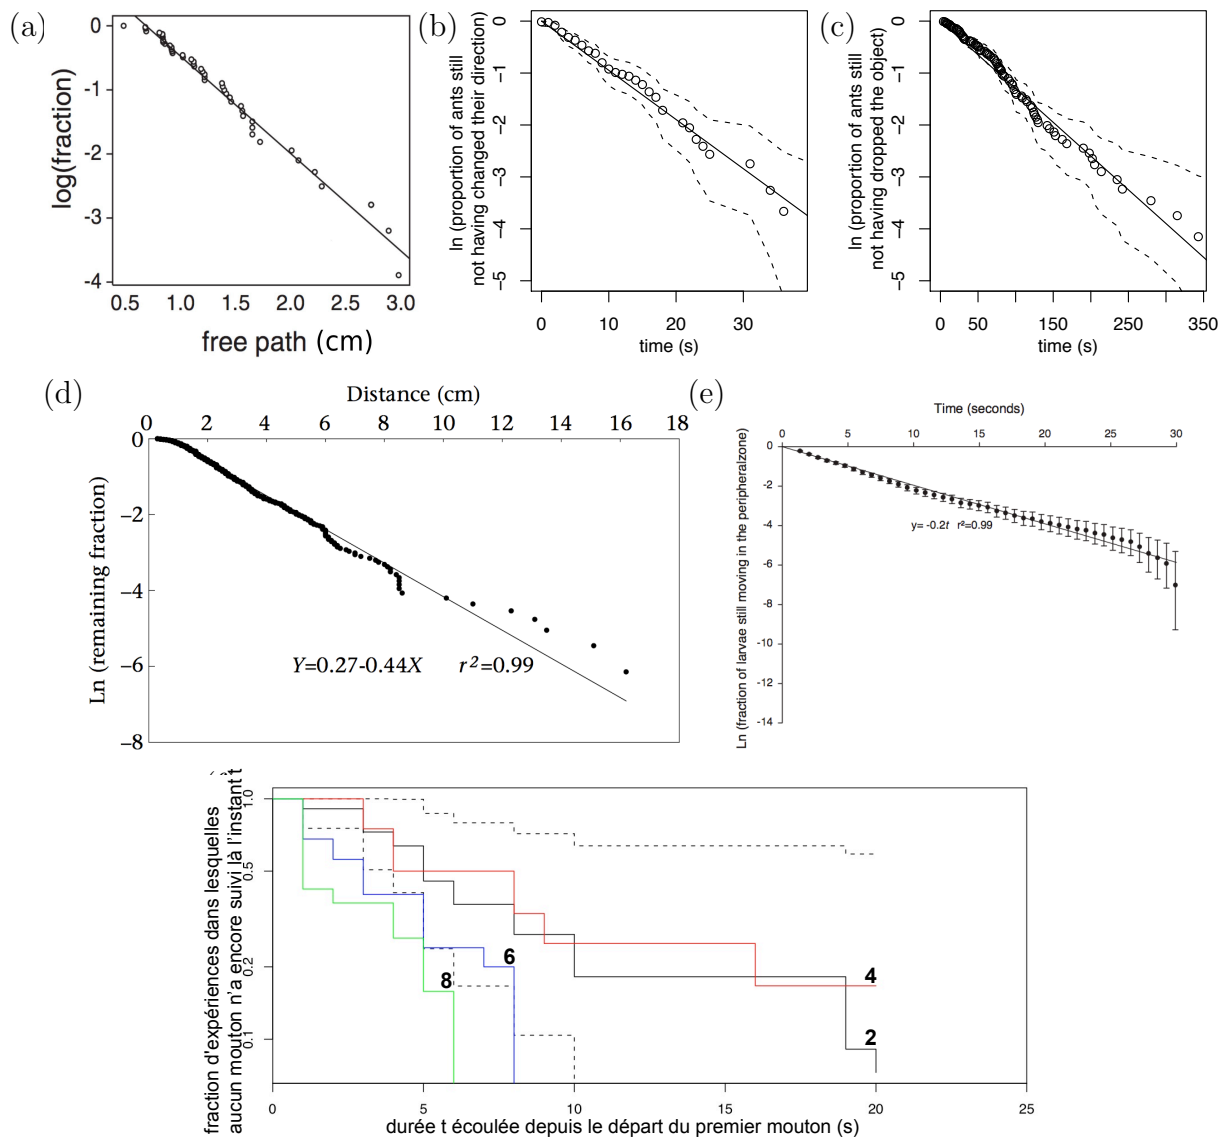 (a)
0
-1
-2
-3
-4
log(fraction)
0.5 1.0 1.5 2.0 2.5 3.0
free path (cm)
(b)
0
−1
−2
−3
−4
−5
ln (proportion of ants still
not having changed their direction)
0 10 20 30
time (s)
(c)
0
−1
−2
−3
−4
−5
ln (proportion of ants still
not having dropped the object)
0 50 150 250 350
time (s)
(d)
Distance (cm)
0 2 4 6 8 10 12 14 16 18
0
−2
−4
−6
−8
Ln (remaining fraction)
Y=0.27-0.44X r²=0.99
(e)
Time (seconds)
0 5 10 15 20 25 30
0
-2
-4
-6
-8
-10
-12
-14
Ln (fraction of larvae still moving in the peripheralzone)
y= -0.2t r²=0.99
fraction d'expériences dans lesquelles
aucun mouton n'a encore suivi là l'instant t
1.0
0.5
0.2
0.1
8
6
4
2
0 5 10 15 20 25
durée t écoulée depuis le départ du premier mouton (s)